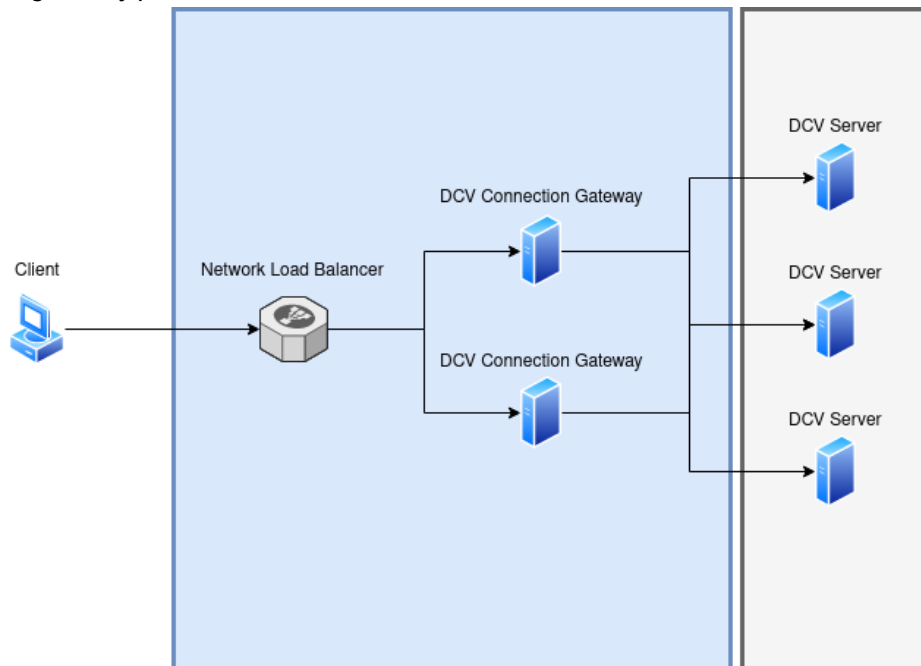 DCV Server
DCV Connection Gateway
Client
Network Load Balancer
DCV Server
DCV Connection Gateway
DCV Server